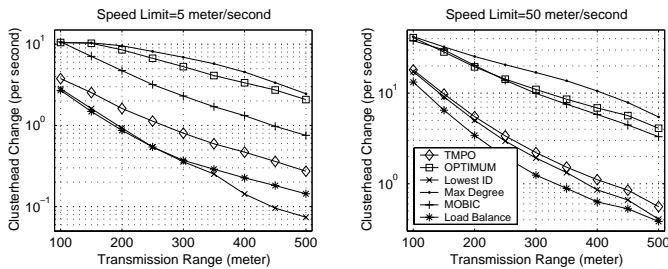 Speed Limit=5 meter/second
Clusterhead Change (per second)
10^1
10^0
10^−1
100 200 300 400 500
Transmission Range (meter)
Speed Limit=50 meter/second
Clusterhead Change (per second)
10^1
10^0
TMPO
OPTIMUM
Lowest ID
Max Degree
MOBIC
Load Balance
100 200 300 400 500
Transmission Range (meter)